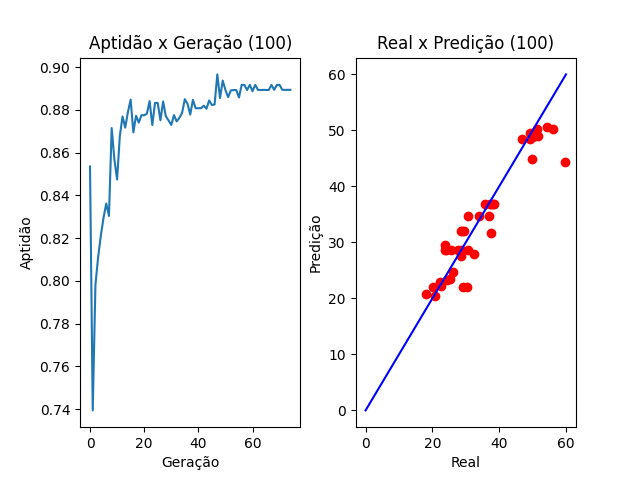 Aptidão x Geração (100)
0.90
0.88
0.86
0.84
0.82
0.80
0.78
0.76
0.74
Aptidão
0 20 40 60
Geração
Real x Predição (100)
60
50
40
30
20
10
0
Predição
0 20 40 60
Real